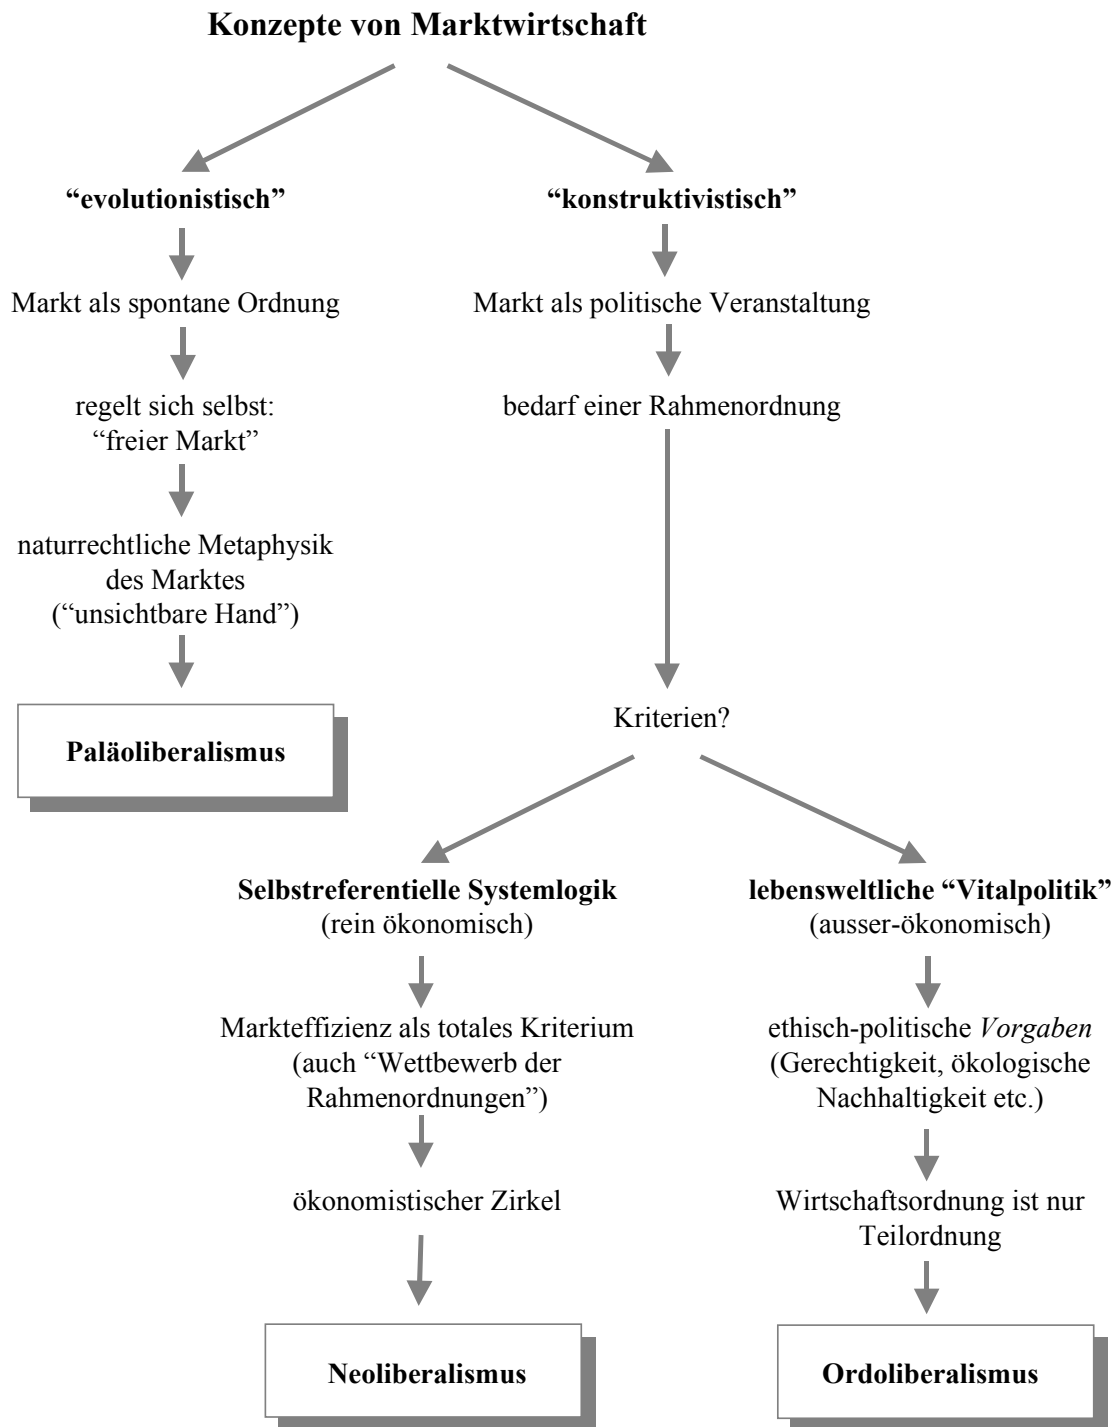 Konzepte von Marktwirtschaft
“evolutionistisch”
“konstruktivistisch”
Markt als spontane Ordnung
Markt als politische Veranstaltung
regelt sich selbst:
“freier Markt”
bedarf einer Rahmenordnung
naturrechtliche Metaphysik
des Marktes
(“unsichtbare Hand”)
Paläoliberalismus
Kriterien?
Selbstreferentielle Systemlogik
(rein ökonomisch)
lebensweltliche “Vitalpolitik”
(ausser-ökonomisch)
Markteffizienz als totales Kriterium
(auch “Wettbewerb der
Rahmenordnungen”)
ethisch-politische Vorgaben
(Gerechtigkeit, ökologische
Nachhaltigkeit etc.)
ökonomistischer Zirkel
Wirtschaftsordnung ist nur
Teilordnung
Neoliberalismus
Ordoliberalismus